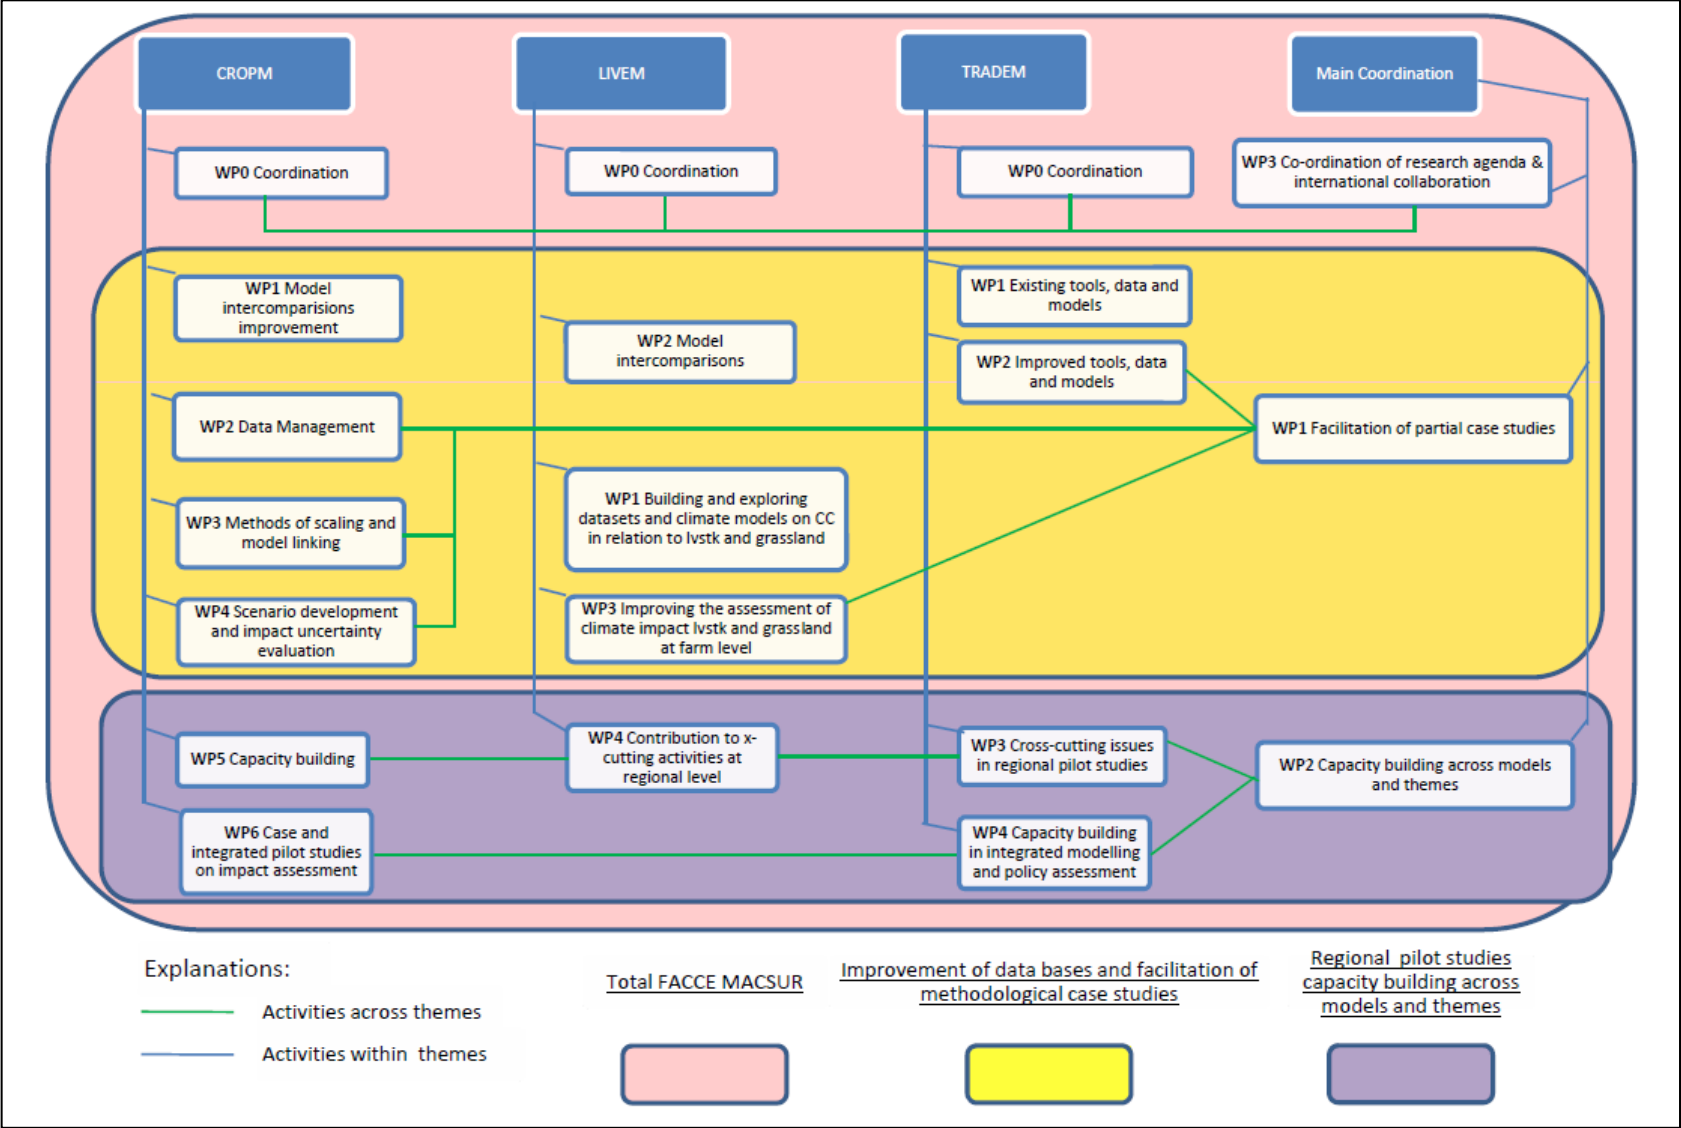 CROPM
LIVEM
TRADEM
Main Coordination
WP0 Coordination
WP0 Coordination
WP0 Coordination
WP3 Co-ordination of research agenda &
international collaboration
WP1 Model
intercomparisions
improvement
WP2 Model
intercomparisons
WP1 Existing tools, data and
models
WP2 Improved tools, data
and models
WP2 Data Management
WP1 Facilitation of partial case studies
WP3 Methods of scaling and
model linking
WP1 Building and exploring
datasets and climate models on CC
in relation to lvstk and grassland
WP4 Scenario development
and impact uncertainty
evaluation
WP3 Improving the assessment of
climate impact lvstk and grassland
at farm level
WP5 Capacity building
WP4 Contribution to x-
cutting activities at
regional level
WP3 Cross-cutting issues
in regional pilot studies
WP2 Capacity building across models
and themes
WP6 Case and
integrated pilot studies
on impact assessment
WP4 Capacity building
in integrated modelling
and policy assessment
Explanations:
Activities across themes
Activities within themes
Total FACCE MACSUR
Improvement of data bases and facilitation of
methodological case studies
Regional pilot studies
capacity building across
models and themes